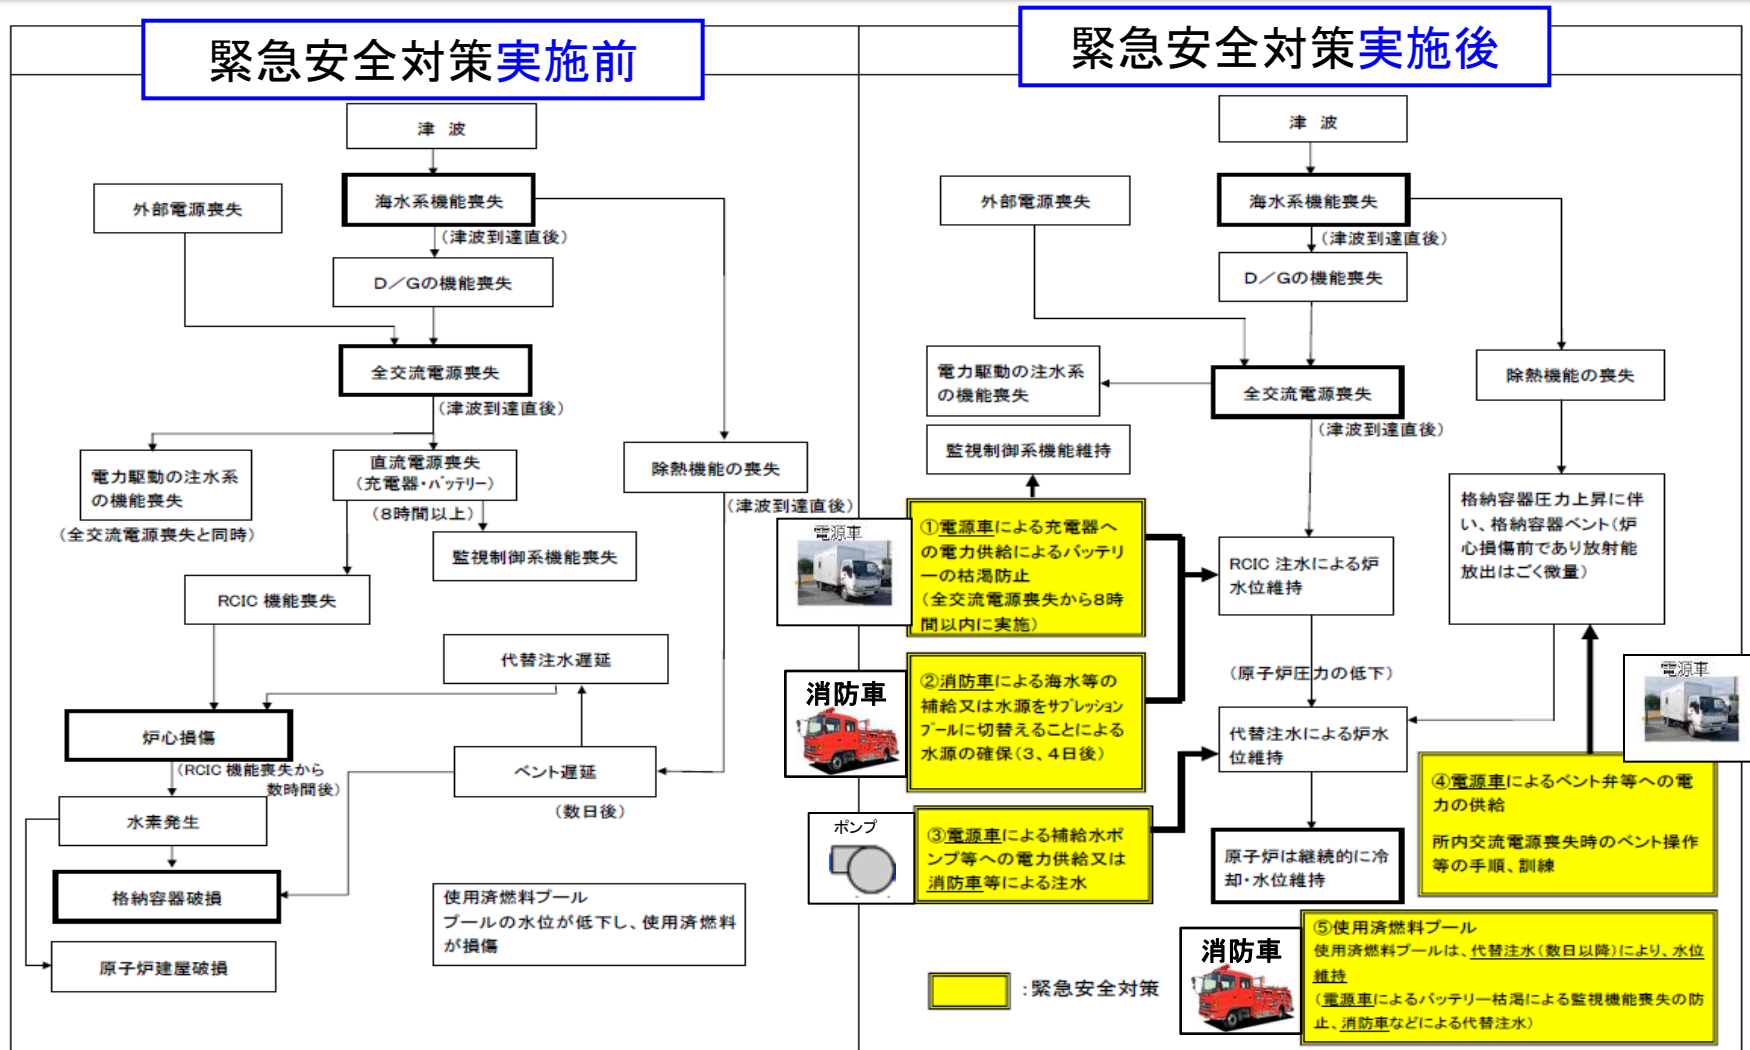 緊急安全対策実施前
津　波
海水系機能喪失
外部電源喪失
（津波到達直後）
D／Gの機能喪失
全交流電源喪失
（津波到達直後）
電力駆動の注水系
の機能喪失
（全交流電源喪失と同時）
直流電源喪失
（充電器・バッテリー）
（8時間以上）
除熱機能の喪失
（津波到達直後）
監視制御系機能喪失
RCIC 機能喪失
代替注水遅延
炉心損傷
（RCIC 機能喪失から
数時間後）
ベント遅延
（数日後）
水素発生
格納容器破損
使用済燃料プール
プールの水位が低下し、使用済燃料
が損傷
原子炉建屋破損
緊急安全対策実施後
津　波
海水系機能喪失
外部電源喪失
（津波到達直後）
D／Gの機能喪失
電力駆動の注水系
の機能喪失
全交流電源喪失
（津波到達直後）
除熱機能の喪失
監視制御系機能維持
格納容器圧力上昇に伴
い、格納容器ベント（炉
心損傷前であり放射能
放出はごく微量）
電源車
①電源車による充電器へ
の電力供給によるバッテリ
ーの枯渇防止
（全交流電源喪失から8時
間以内に実施）
RCIC 注水による炉
水位維持
消防車
②消防車による海水等の
補給又は水源をサプレッション
プールに切替えることによる
水源の確保（3、4日後）
（原子炉圧力の低下）
代替注水による炉水
位維持
電源車
④電源車によるベント弁等への電
力の供給
所内交流電源喪失時のベント操作
等の手順、訓練
ポンプ
③電源車による補給水ポ
ンプ等への電力供給又は
消防車等による注水
原子炉は継続的に冷
却・水位維持
消防車
⑤使用済燃料プール
使用済燃料プールは、代替注水（数日以降）により、水位
維持
（電源車によるバッテリー枯渇による監視機能喪失の防
止、消防車などによる代替注水）
：緊急安全対策